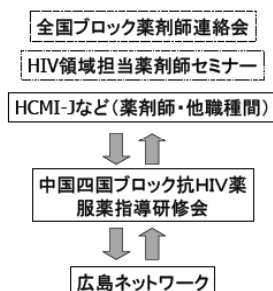 全国ブロック薬剤師連絡会
HIV領域担当薬剤師セミナー
HCMI-Jなど（薬剤師・他職種間）
中国四国ブロック抗HIV薬
服薬指導研修会
広島ネットワーク